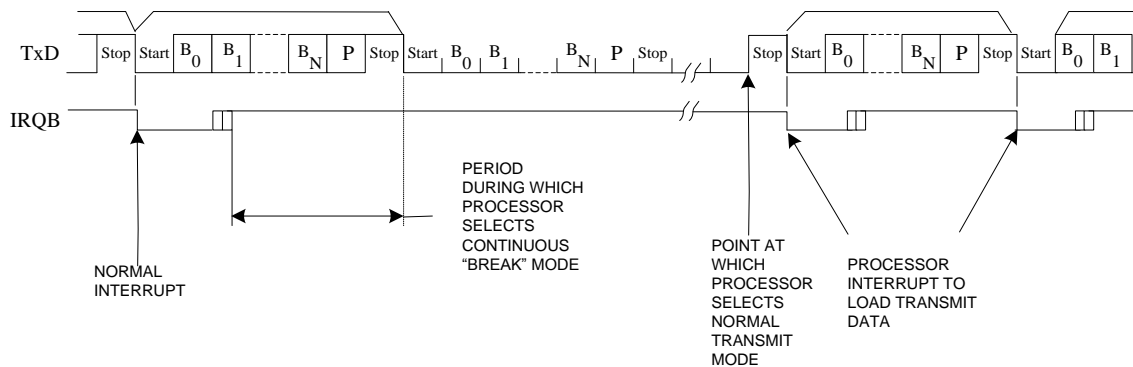 TxD Stop Start B0 B1 BN P Stop Start B0 B1 BN P Stop Stop Start B0 BN P Stop Start B0 B1
IRQB
NORMAL
INTERRUPT
PERIOD
DURING WHICH
PROCESSOR
SELECTS
CONTINUOUS
“BREAK” MODE
POINT AT
WHICH
PROCESSOR
SELECTS
NORMAL
TRANSMIT
MODE
PROCESSOR
INTERRUPT TO
LOAD TRANSMIT
DATA